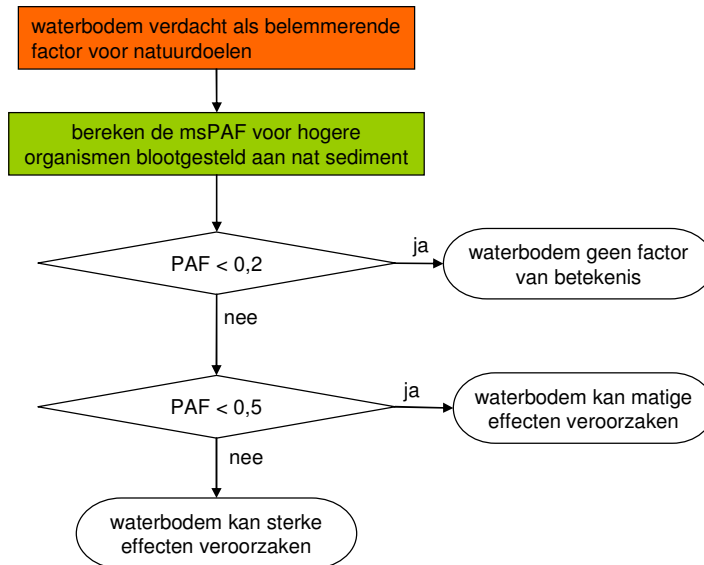 waterbodem verdacht als belemmerende
factor voor natuurdoelen
bereken de msPAF voor hogere
organismen blootgesteld aan nat sediment
PAF < 0,2
ja
waterbodem geen factor
van betekenis
nee
PAF < 0,5
ja
waterbodem kan matige
effecten veroorzaken
nee
waterbodem kan sterke
effecten veroorzaken